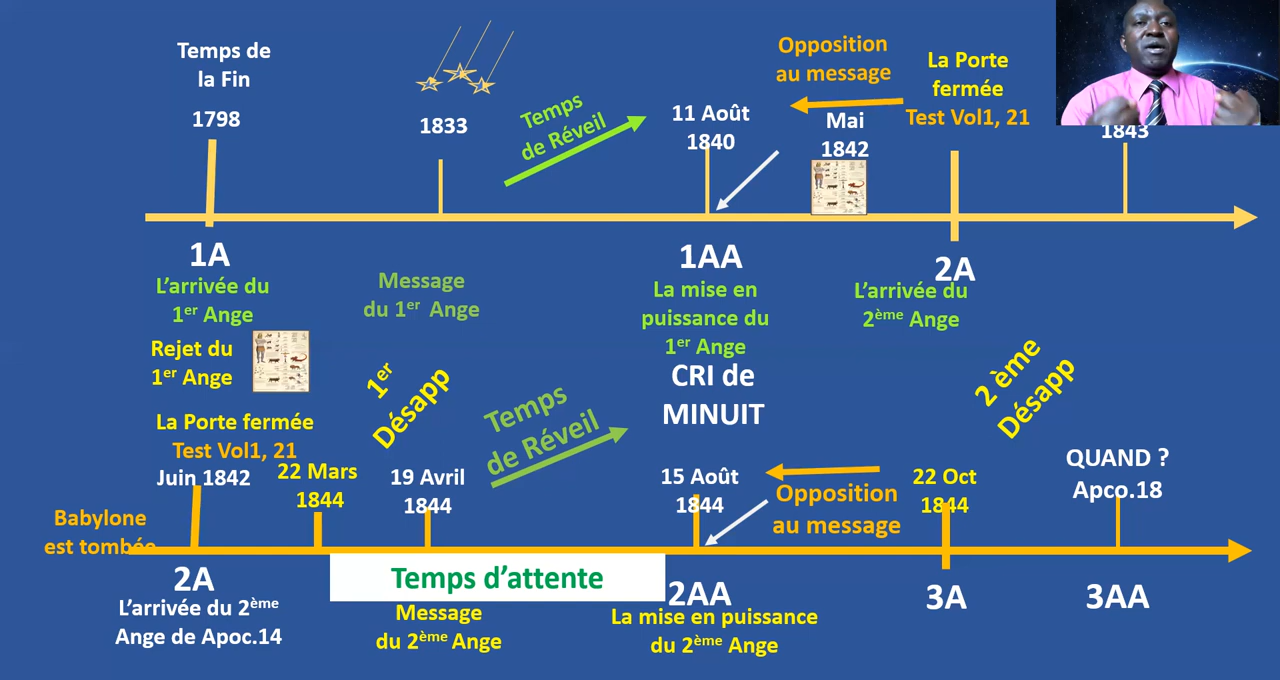 Temps de
la Fin
1798
1833
Temps
de Réveil
11 Août
1840
Opposition
au message
Mai
1842
La Porte
fermée
Test Vol1, 21
1843
1A
L'arrivée du
1er Ange
Message
du 1er Ange
1AA
La mise en
puissance du
1er Ange
2A
L'arrivée du
2ème Ange
Rejet du
1er Ange
1er
Désapp
Temps
de Réveil
CRI de
MINUIT
2 ème
Désapp
La Porte fermée
Test Vol1, 21
Juin 1842
22 Mars
1844
19 Avril
1844
15 Août
1844
Opposition
au message
22 Oct
1844
QUAND ?
Apco.18
Babylone
est tombée
2A
L'arrivée du 2ème
Ange de Apoc.14
Temps d'attente
Message
du 2ème Ange
2AA
La mise en puissance
du 2ème Ange
3A
3AA